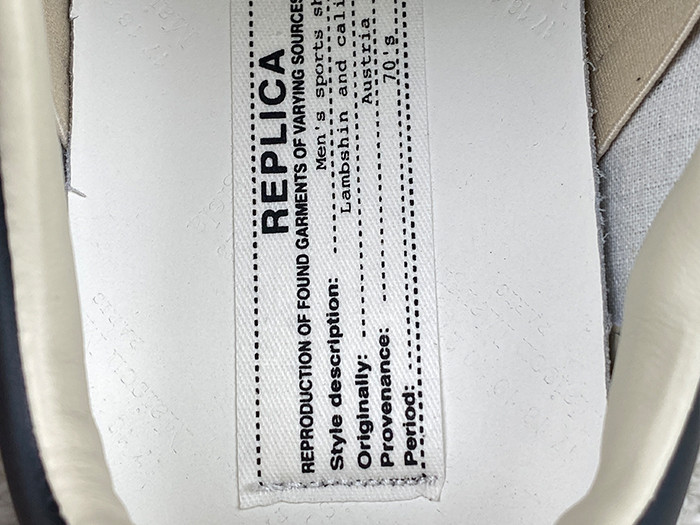 REPLICA
REPRODUCTION OF FOUND GARMENTS OF VARYING SOURCES
Style description: Men's sports sh
Originally: Lambshin and cali
Provenance: Austria
Period: 70's